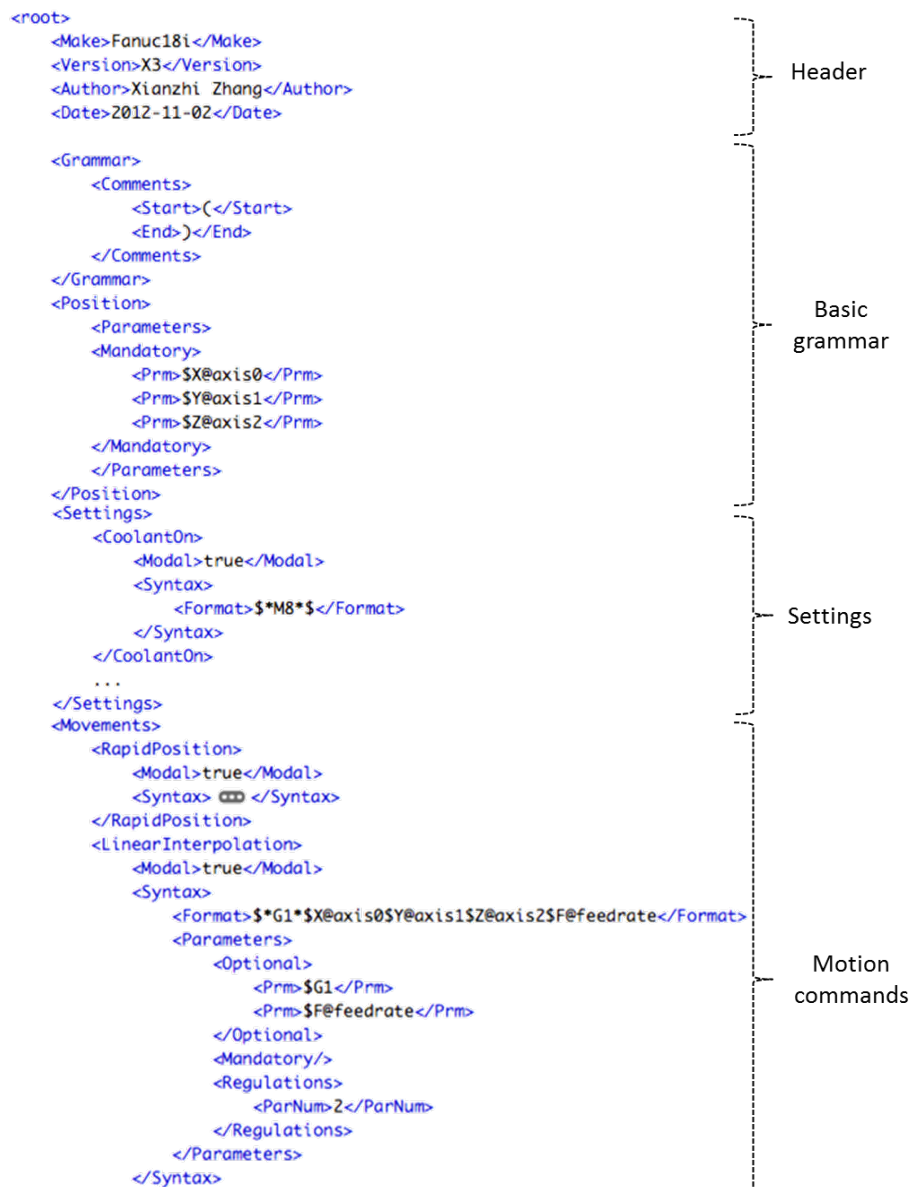 <root>
<Make>Fanuc18i</Make>
<Version>X3</Version>
<Author>Xianzhi Zhang</Author>
<Date>2012-11-02</Date>
Header
<Grammar>
<Comments>
<Start>(</Start>
<End>)</End>
</Comments>
</Grammar>
<Position>
<Parameters>
<Mandatory>
<Prm>$X@axis0</Prm>
<Prm>$Y@axis1</Prm>
<Prm>$Z@axis2</Prm>
</Mandatory>
</Parameters>
</Position>
Basic
grammar
<Settings>
<CoolantOn>
<Modal>true</Modal>
<Syntax>
<Format>$*M8*$</Format>
</Syntax>
</CoolantOn>
...
</Settings>
Settings
<Movements>
<RapidPosition>
<Modal>true</Modal>
<Syntax> ... </Syntax>
</RapidPosition>
<LinearInterpolation>
<Modal>true</Modal>
<Syntax>
<Format>$*G1*$X@axis0$Y@axis1$Z@axis2$F@feedrate</Format>
<Parameters>
<Optional>
<Prm>$G1</Prm>
<Prm>$F@feedrate</Prm>
</Optional>
<Mandatory/>
<Regulations>
<ParNum>2</ParNum>
</Regulations>
</Parameters>
</Syntax>
Motion
commands